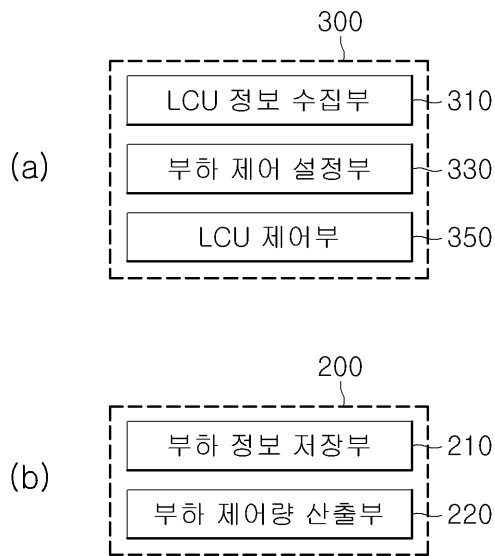 300
LCU 정보 수집부 310
(a) 부하 제어 설정부 330
LCU 제어부 350
200
부하 정보 저장부 210
(b)
부하 제어량 산출부 220